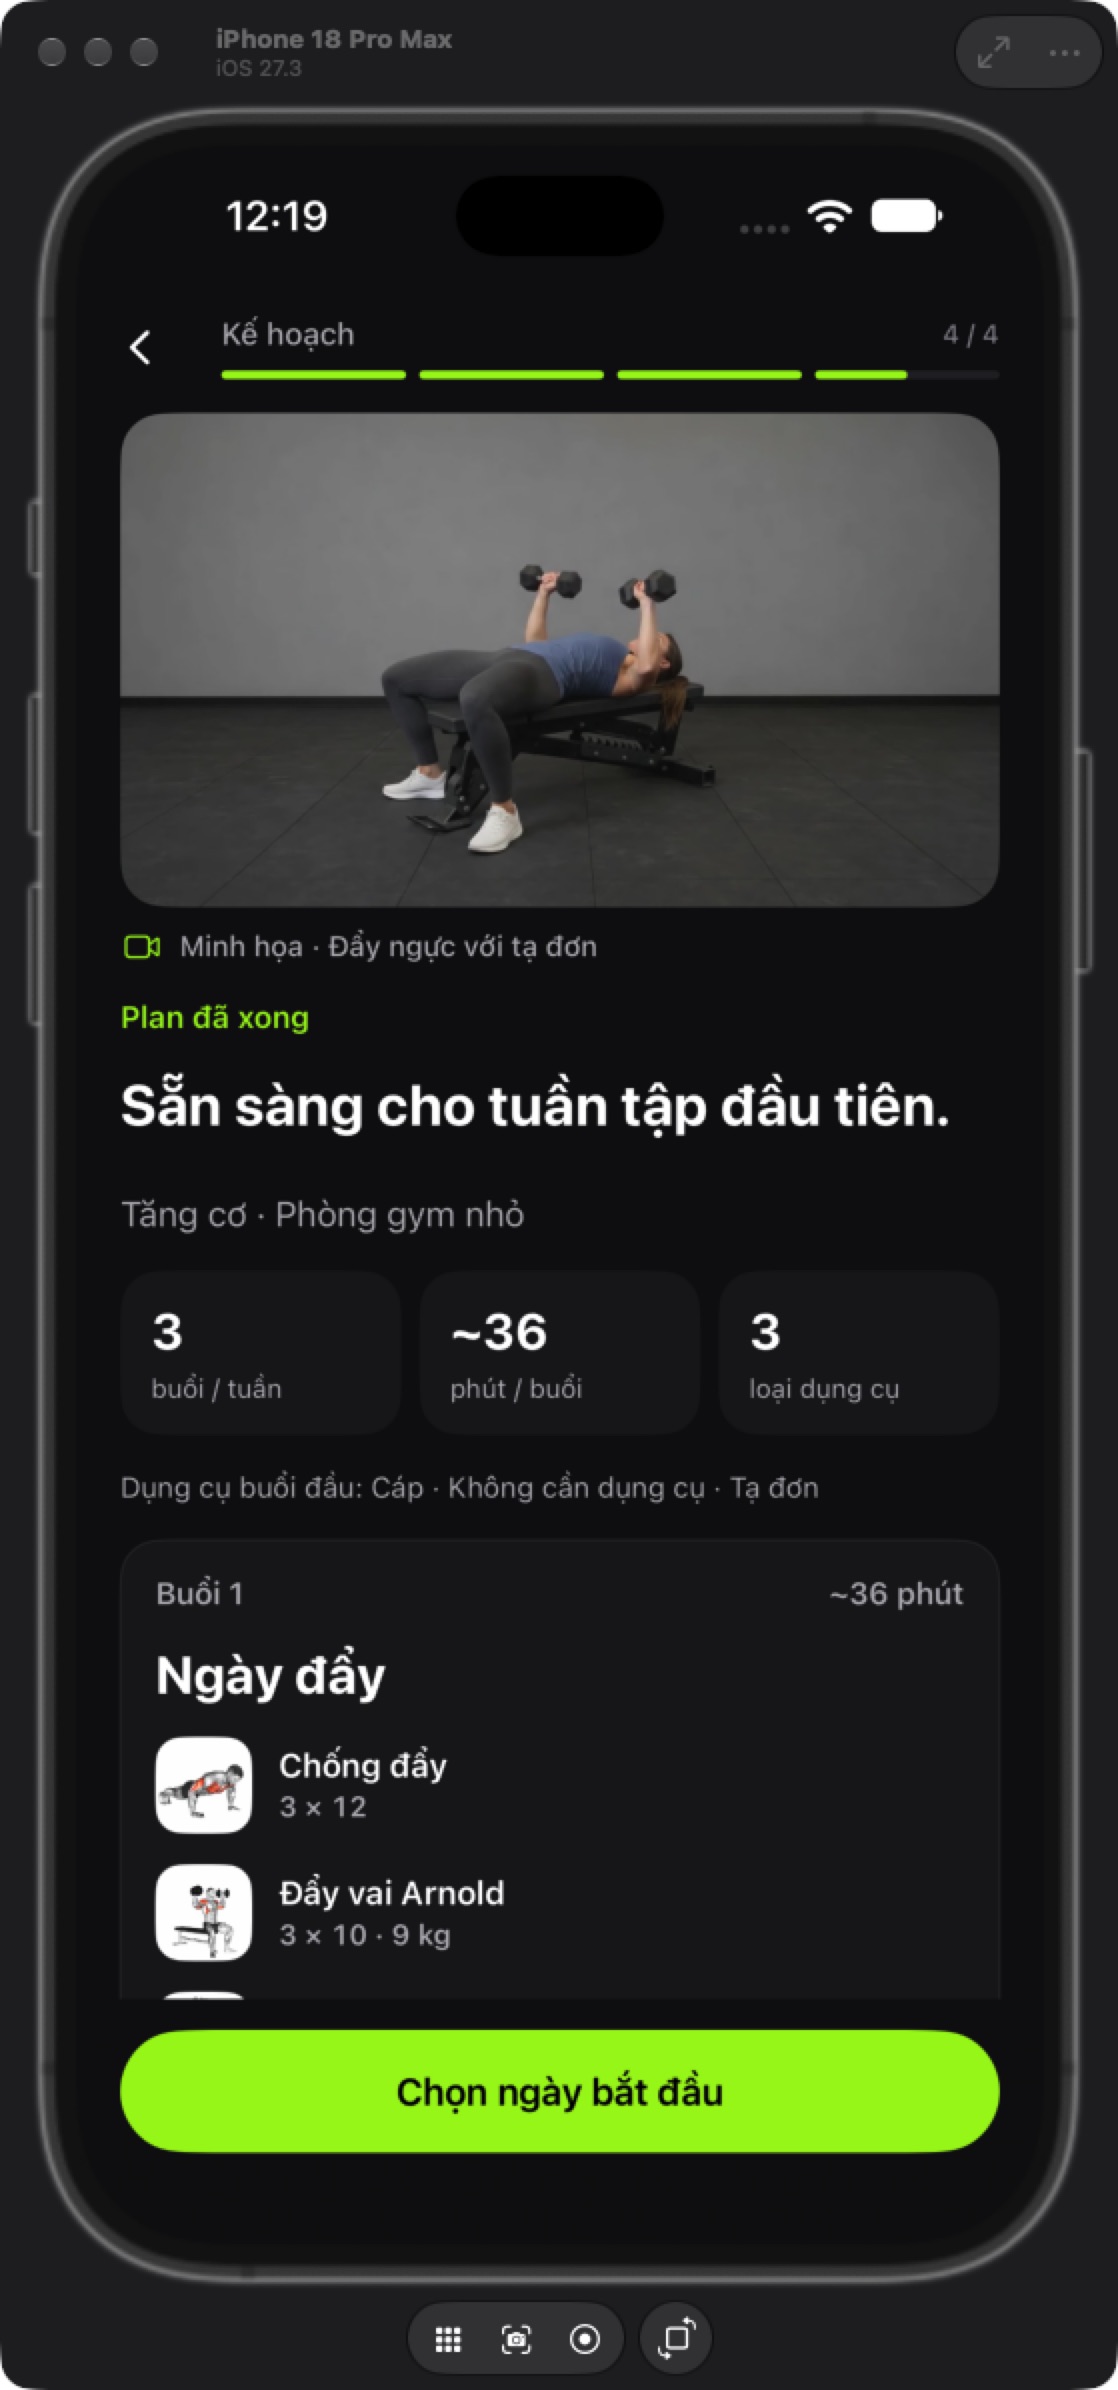 iPhone 18 Pro Max
iOS 27.3
12:19
Kế hoạch
4 / 4
Minh họa · Đẩy ngực với tạ đơn
Plan đã xong
Sẵn sàng cho tuần tập đầu tiên.
Tăng cơ · Phòng gym nhỏ
3
buổi / tuần
~36
phút / buổi
3
loại dụng cụ
Dụng cụ buổi đầu: Cáp · Không cần dụng cụ · Tạ đơn
Buổi 1
~36 phút
Ngày đẩy
Chống đẩy
3 × 12
Đẩy vai Arnold
3 × 10 · 9 kg
Chọn ngày bắt đầu